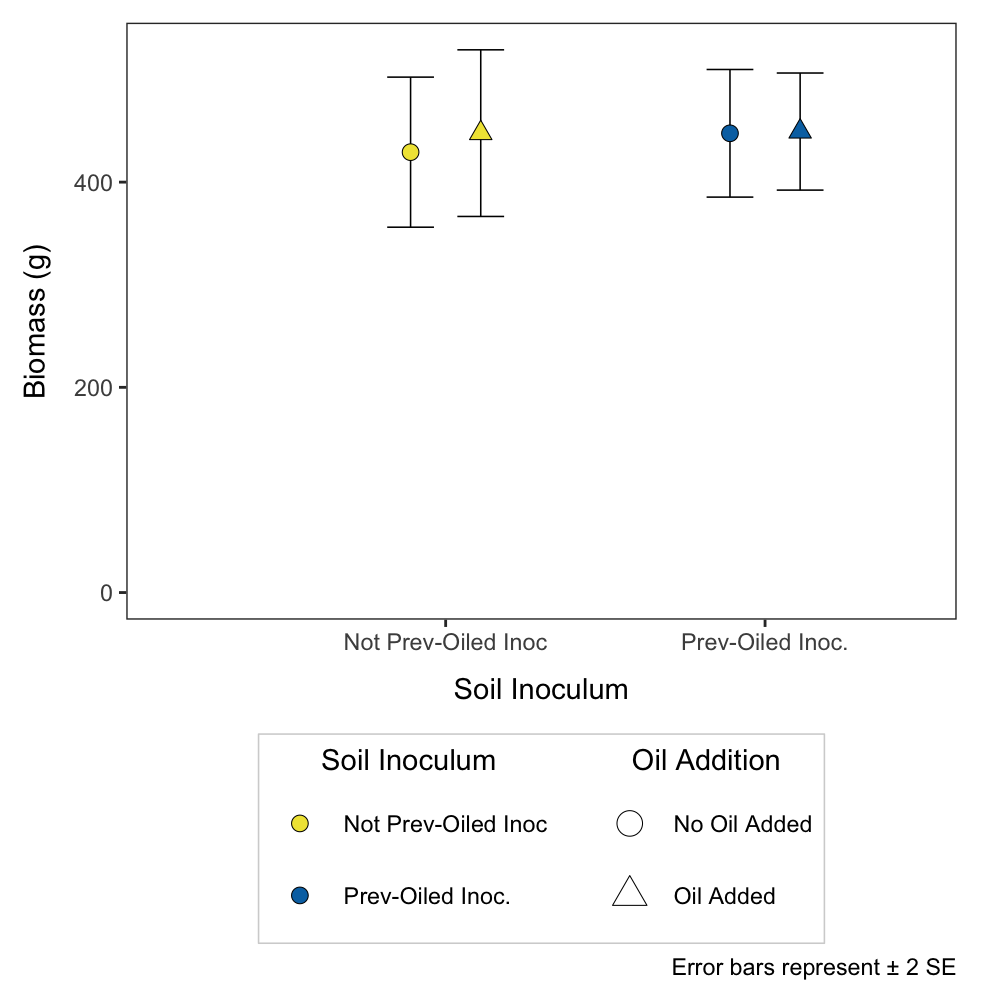 Biomass (g)
400
200
0
Not Prev-Oiled Inoc
Prev-Oiled Inoc.
Soil Inoculum
Soil Inoculum
Not Prev-Oiled Inoc
Prev-Oiled Inoc.
Oil Addition
No Oil Added
Oil Added
Error bars represent ± 2 SE